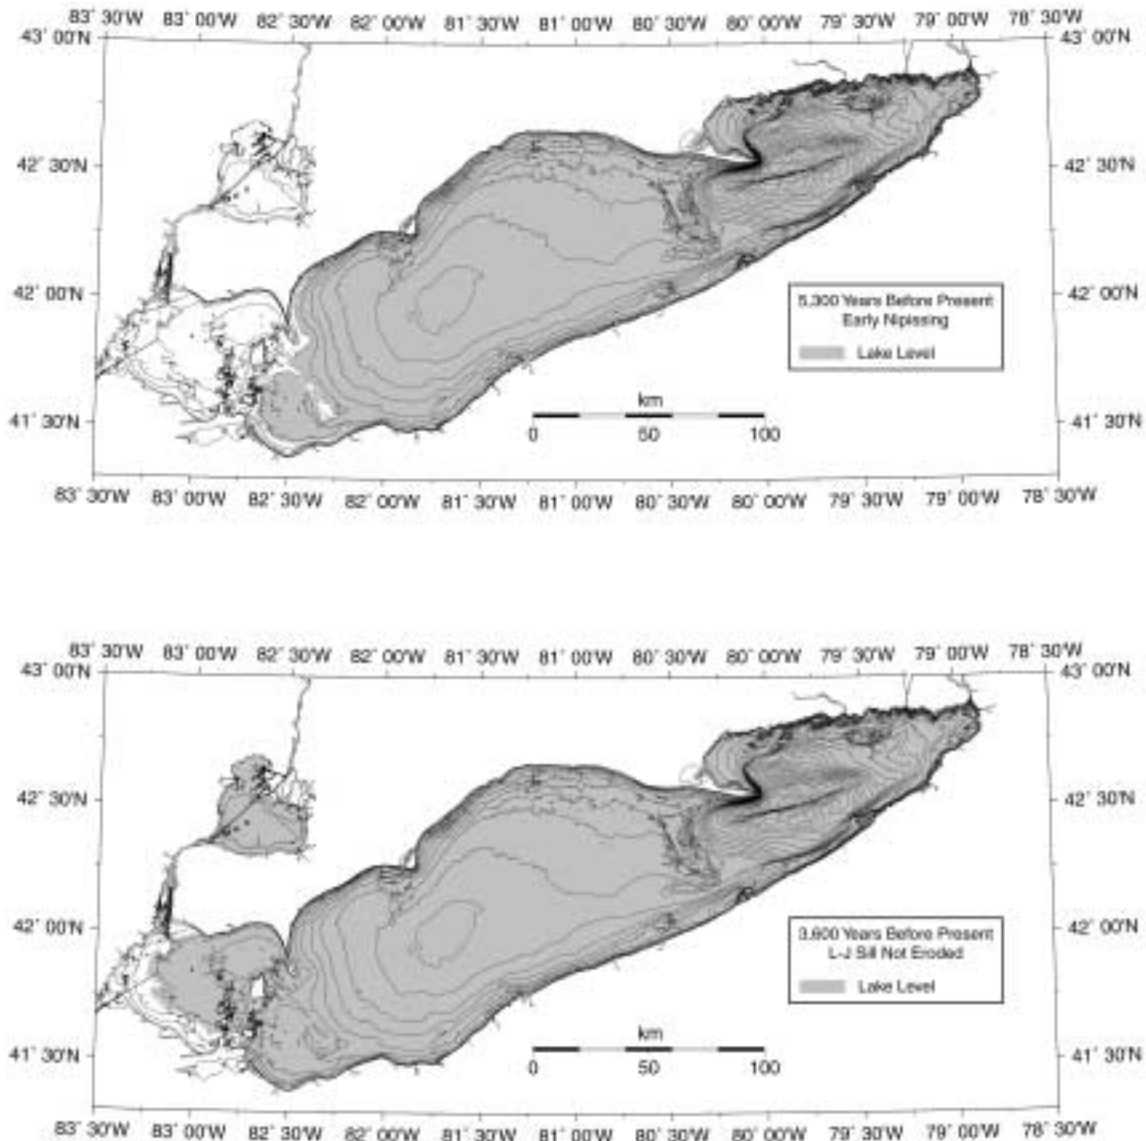 83° 30'W 83° 00'W 82° 30'W 82° 00'W 81° 30'W 81° 00'W 80° 30'W 80° 00'W 79° 30'W 79° 00'W 78° 30'W
43° 00'N 43° 00'N
42° 30'N 42° 30'N
42° 00'N 42° 00'N
5,300 Years Before Present
Early Nipissing
Lake Level
km
0 50 100
41° 30'N 41° 30'N
83° 30'W 83° 00'W 82° 30'W 82° 00'W 81° 30'W 81° 00'W 80° 30'W 80° 00'W 79° 30'W 79° 00'W 78° 30'W
83° 30'W 83° 00'W 82° 30'W 82° 00'W 81° 30'W 81° 00'W 80° 30'W 80° 00'W 79° 30'W 79° 00'W 78° 30'W
43° 00'N 43° 00'N
42° 30'N 42° 30'N
42° 00'N 42° 00'N
3,600 Years Before Present
L-J Sill Not Eroded
Lake Level
km
0 50 100
41° 30'N 41° 30'N
83° 30'W 83° 00'W 82° 30'W 82° 00'W 81° 30'W 81° 00'W 80° 30'W 80° 00'W 79° 30'W 79° 00'W 78° 30'W